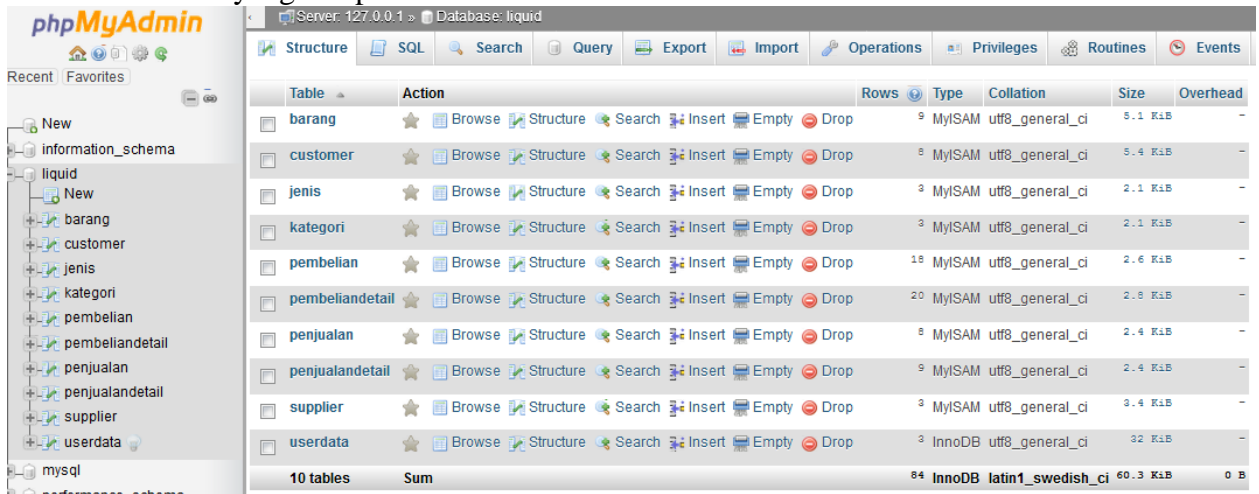 phpMyAdmin
Recent Favorites
New
information_schema
liquid
New
barang
customer
jenis
kategori
pembelian
pembeliandetail
penjualan
penjualandetail
supplier
userdata
mysql
Server: 127.0.0.1 » Database: liquid
Structure SQL Search Query Export Import Operations Privileges Routines Events
Table Action Rows Type Collation Size Overhead
barang Browse Structure Search Insert Empty Drop 9 MyISAM utf8_general_ci 5.1 KiB -
customer Browse Structure Search Insert Empty Drop 8 MyISAM utf8_general_ci 5.4 KiB -
jenis Browse Structure Search Insert Empty Drop 3 MyISAM utf8_general_ci 2.1 KiB -
kategori Browse Structure Search Insert Empty Drop 3 MyISAM utf8_general_ci 2.1 KiB -
pembelian Browse Structure Search Insert Empty Drop 18 MyISAM utf8_general_ci 2.6 KiB -
pembeliandetail Browse Structure Search Insert Empty Drop 20 MyISAM utf8_general_ci 2.8 KiB -
penjualan Browse Structure Search Insert Empty Drop 8 MyISAM utf8_general_ci 2.4 KiB -
penjualandetail Browse Structure Search Insert Empty Drop 9 MyISAM utf8_general_ci 2.4 KiB -
supplier Browse Structure Search Insert Empty Drop 3 MyISAM utf8_general_ci 3.4 KiB -
userdata Browse Structure Search Insert Empty Drop 3 InnoDB utf8_general_ci 32 KiB -
10 tables Sum 84 InnoDB latin1_swedish_ci 60.3 KiB 0 B